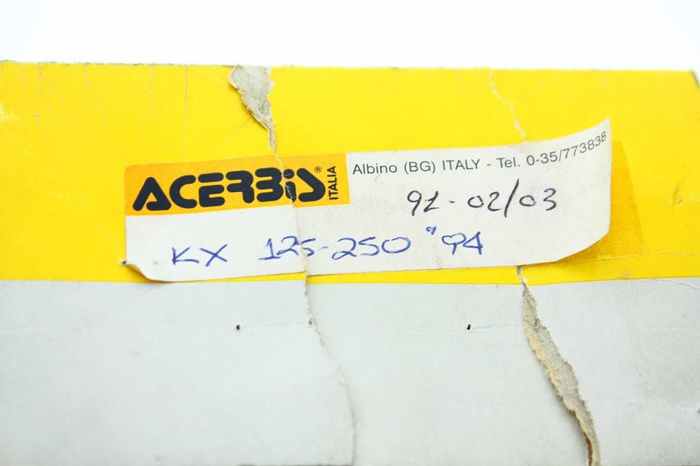 ACERBIS® ITALIA
Albino (BG) ITALY - Tel. 0-35/773838
91-02/03
KX 125-250 "94